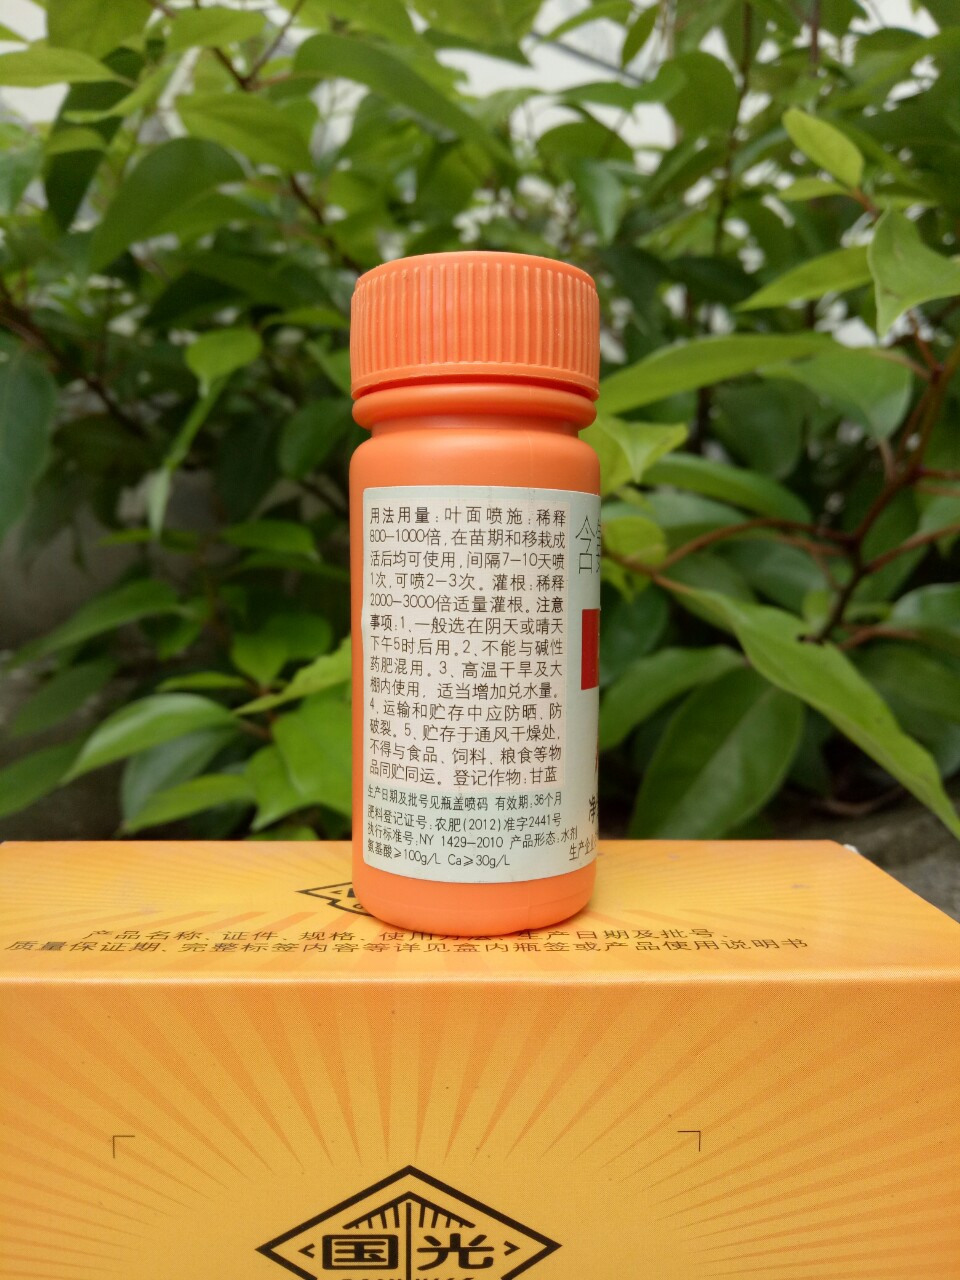 用法用量:叶面喷施:稀释
800-1000倍,在苗期和移栽成
活后均可使用,间隔7-10天喷
1次,可喷2-3次。灌根:稀释
2000-3000倍适量灌根。注意
事项:1.一般选在阴天或晴天
下午5时后用。2、不能与碱性
药肥混用。3、高温干旱及大
棚内使用,适当增加兑水量。
4、运输和贮存中应防晒、防
破裂。5、贮存于通风干燥处,
不得与食品、饲料、粮食等物
品同贮同运。登记作物:甘蓝
生产日期及批号见瓶盖喷码 有效期:36个月
肥料登记证号:农肥(2012)准字2441号
执行标准号:NY 1429-2010 产品形态:水剂
氨基酸≥100g/L Ca≥30g/L
含
净
生产企
产品名称、证件、规格、使用方法、生产日期及批号、
质量保证期、完整标签内容等详见盒内瓶签或产品使用说明书
国光